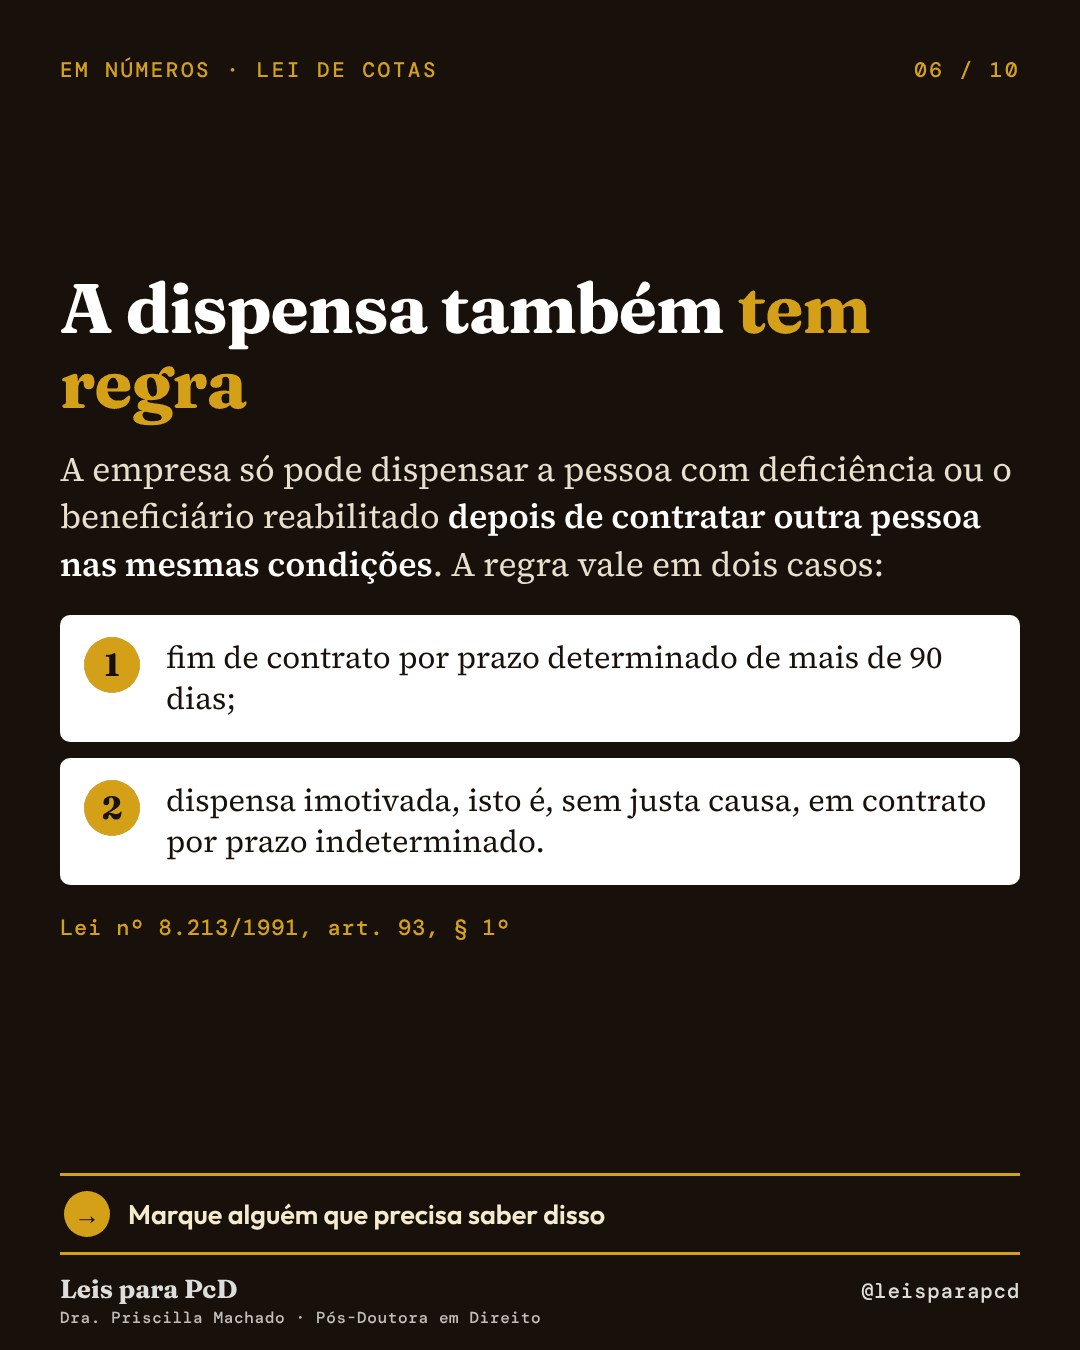 EM NÚMEROS · LEI DE COTAS
06 / 10
A dispensa também tem
regra
A empresa só pode dispensar a pessoa com deficiência ou o
beneficiário reabilitado depois de contratar outra pessoa
nas mesmas condições. A regra vale em dois casos:
1
fim de contrato por prazo determinado de mais de 90
dias;
2
dispensa imotivada, isto é, sem justa causa, em contrato
por prazo indeterminado.
Lei nº 8.213/1991, art. 93, § 1º
→ Marque alguém que precisa saber disso
Leis para PcD
@leisparapcd
Dra. Priscilla Machado · Pós-Doutora em Direito